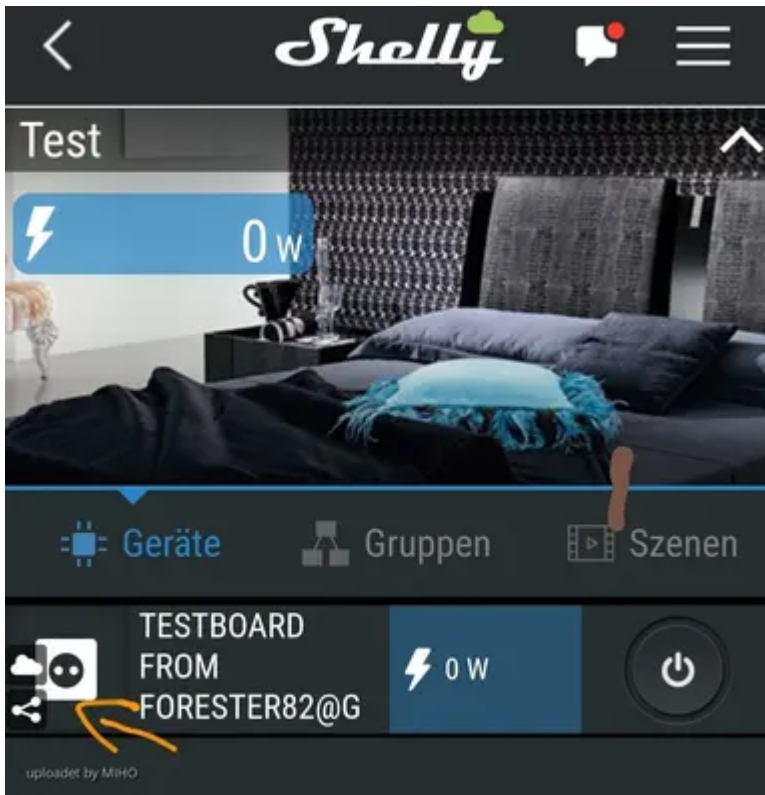 Shelly
Test
0 W
Geräte
Gruppen
Szenen
TESTBOARD
FROM
FORESTER82@G
0 W
uploadet by MIHO